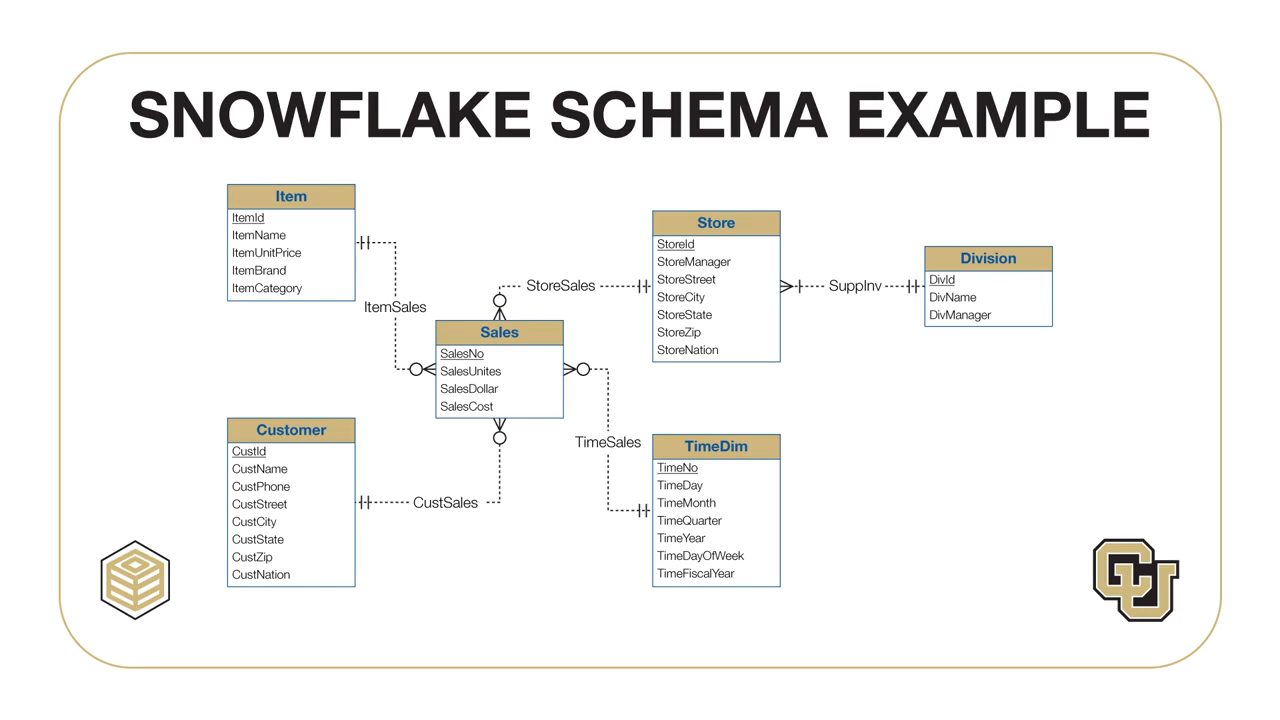 SNOWFLAKE SCHEMA EXAMPLE
Item
ItemId
ItemName
ItemUnitPrice
ItemBrand
ItemCategory
ItemSales
Store
StoreId
StoreManager
StoreStreet
StoreCity
StoreState
StoreZip
StoreNation
StoreSales
SuppInv
Division
DivId
DivName
DivManager
Sales
SalesNo
SalesUnites
SalesDollar
SalesCost
Customer
CustId
CustName
CustPhone
CustStreet
CustCity
CustState
CustZip
CustNation
CustSales
TimeSales
TimeDim
TimeNo
TimeDay
TimeMonth
TimeQuarter
TimeYear
TimeDayOfWeek
TimeFiscalYear
CU